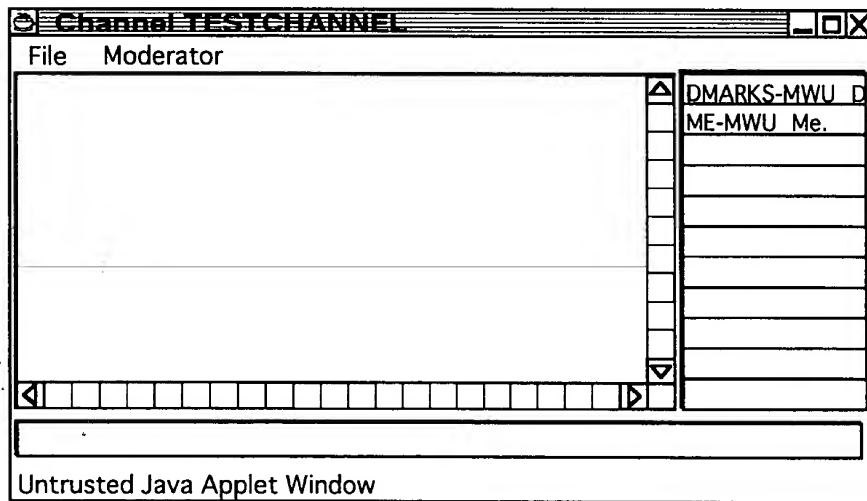 Channel TESTCHANNEL
File Moderator
DMARKS-MWU D
ME-MWU Me.
Untrusted Java Applet Window